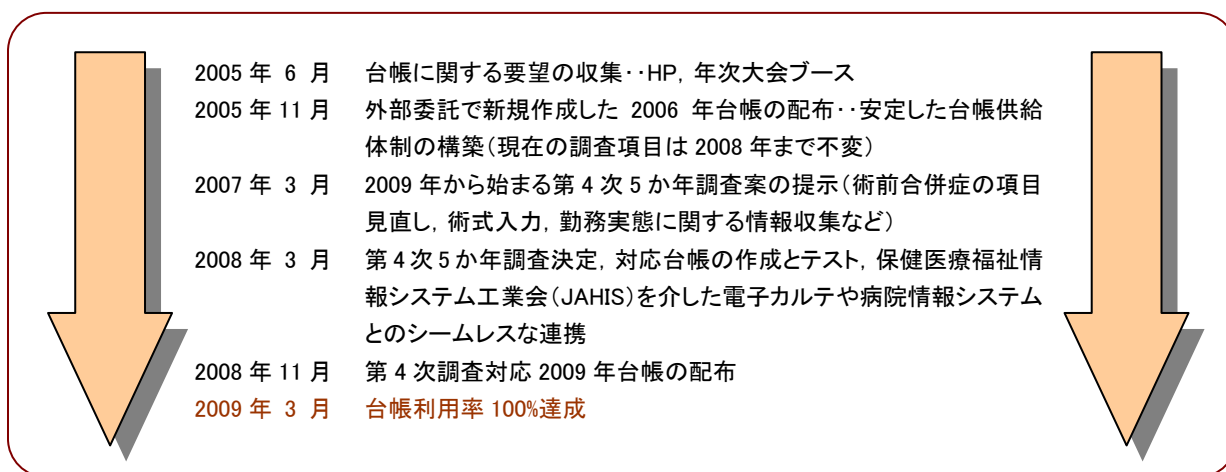 2005 年 6 月 台帳に関する要望の収集‥HP, 年次大会ブース
2005 年 11 月 外部委託で新規作成した 2006 年台帳の配布‥安定した台帳供給
体制の構築(現在の調査項目は 2008 年まで不変)
2007 年 3 月 2009 年から始まる第 4 次 5 か年調査案の提示(術前合併症の項目
見直し, 術式入力, 勤務実態に関する情報収集など)
2008 年 3 月 第 4 次 5 か年調査決定, 対応台帳の作成とテスト, 保健医療福祉情
報システム工業会(JAHIS)を介した電子カルテや病院情報システム
とのシームレスな連携
2008 年 11 月 第 4 次調査対応 2009 年台帳の配布
2009 年 3 月 台帳利用率 100%達成